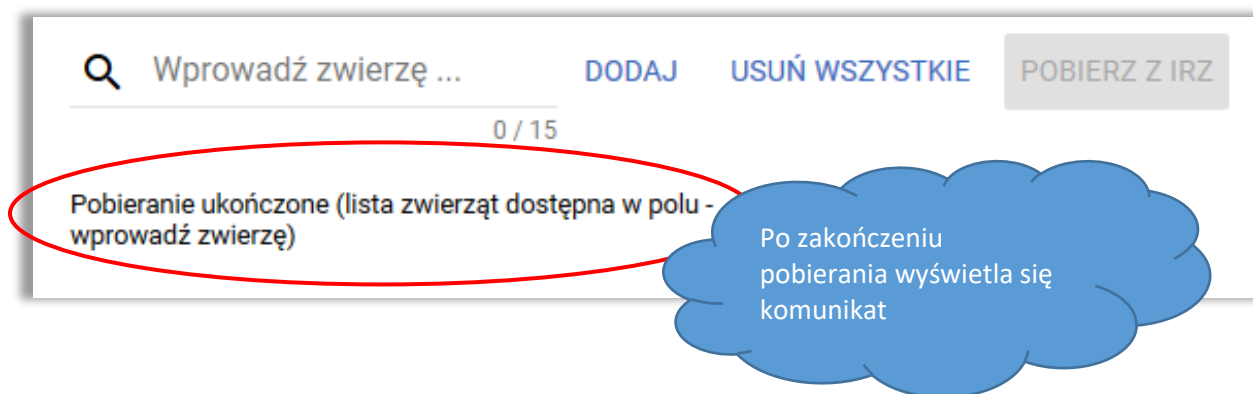 Wprowadź zwierzę ... DODAJ USUŃ WSZYSTKIE POBIERZ Z IRZ
0 / 15
Pobieranie ukończone (lista zwierząt dostępna w polu -
wprowadź zwierzę)
Po zakończeniu
pobierania wyświetla się
komunikat